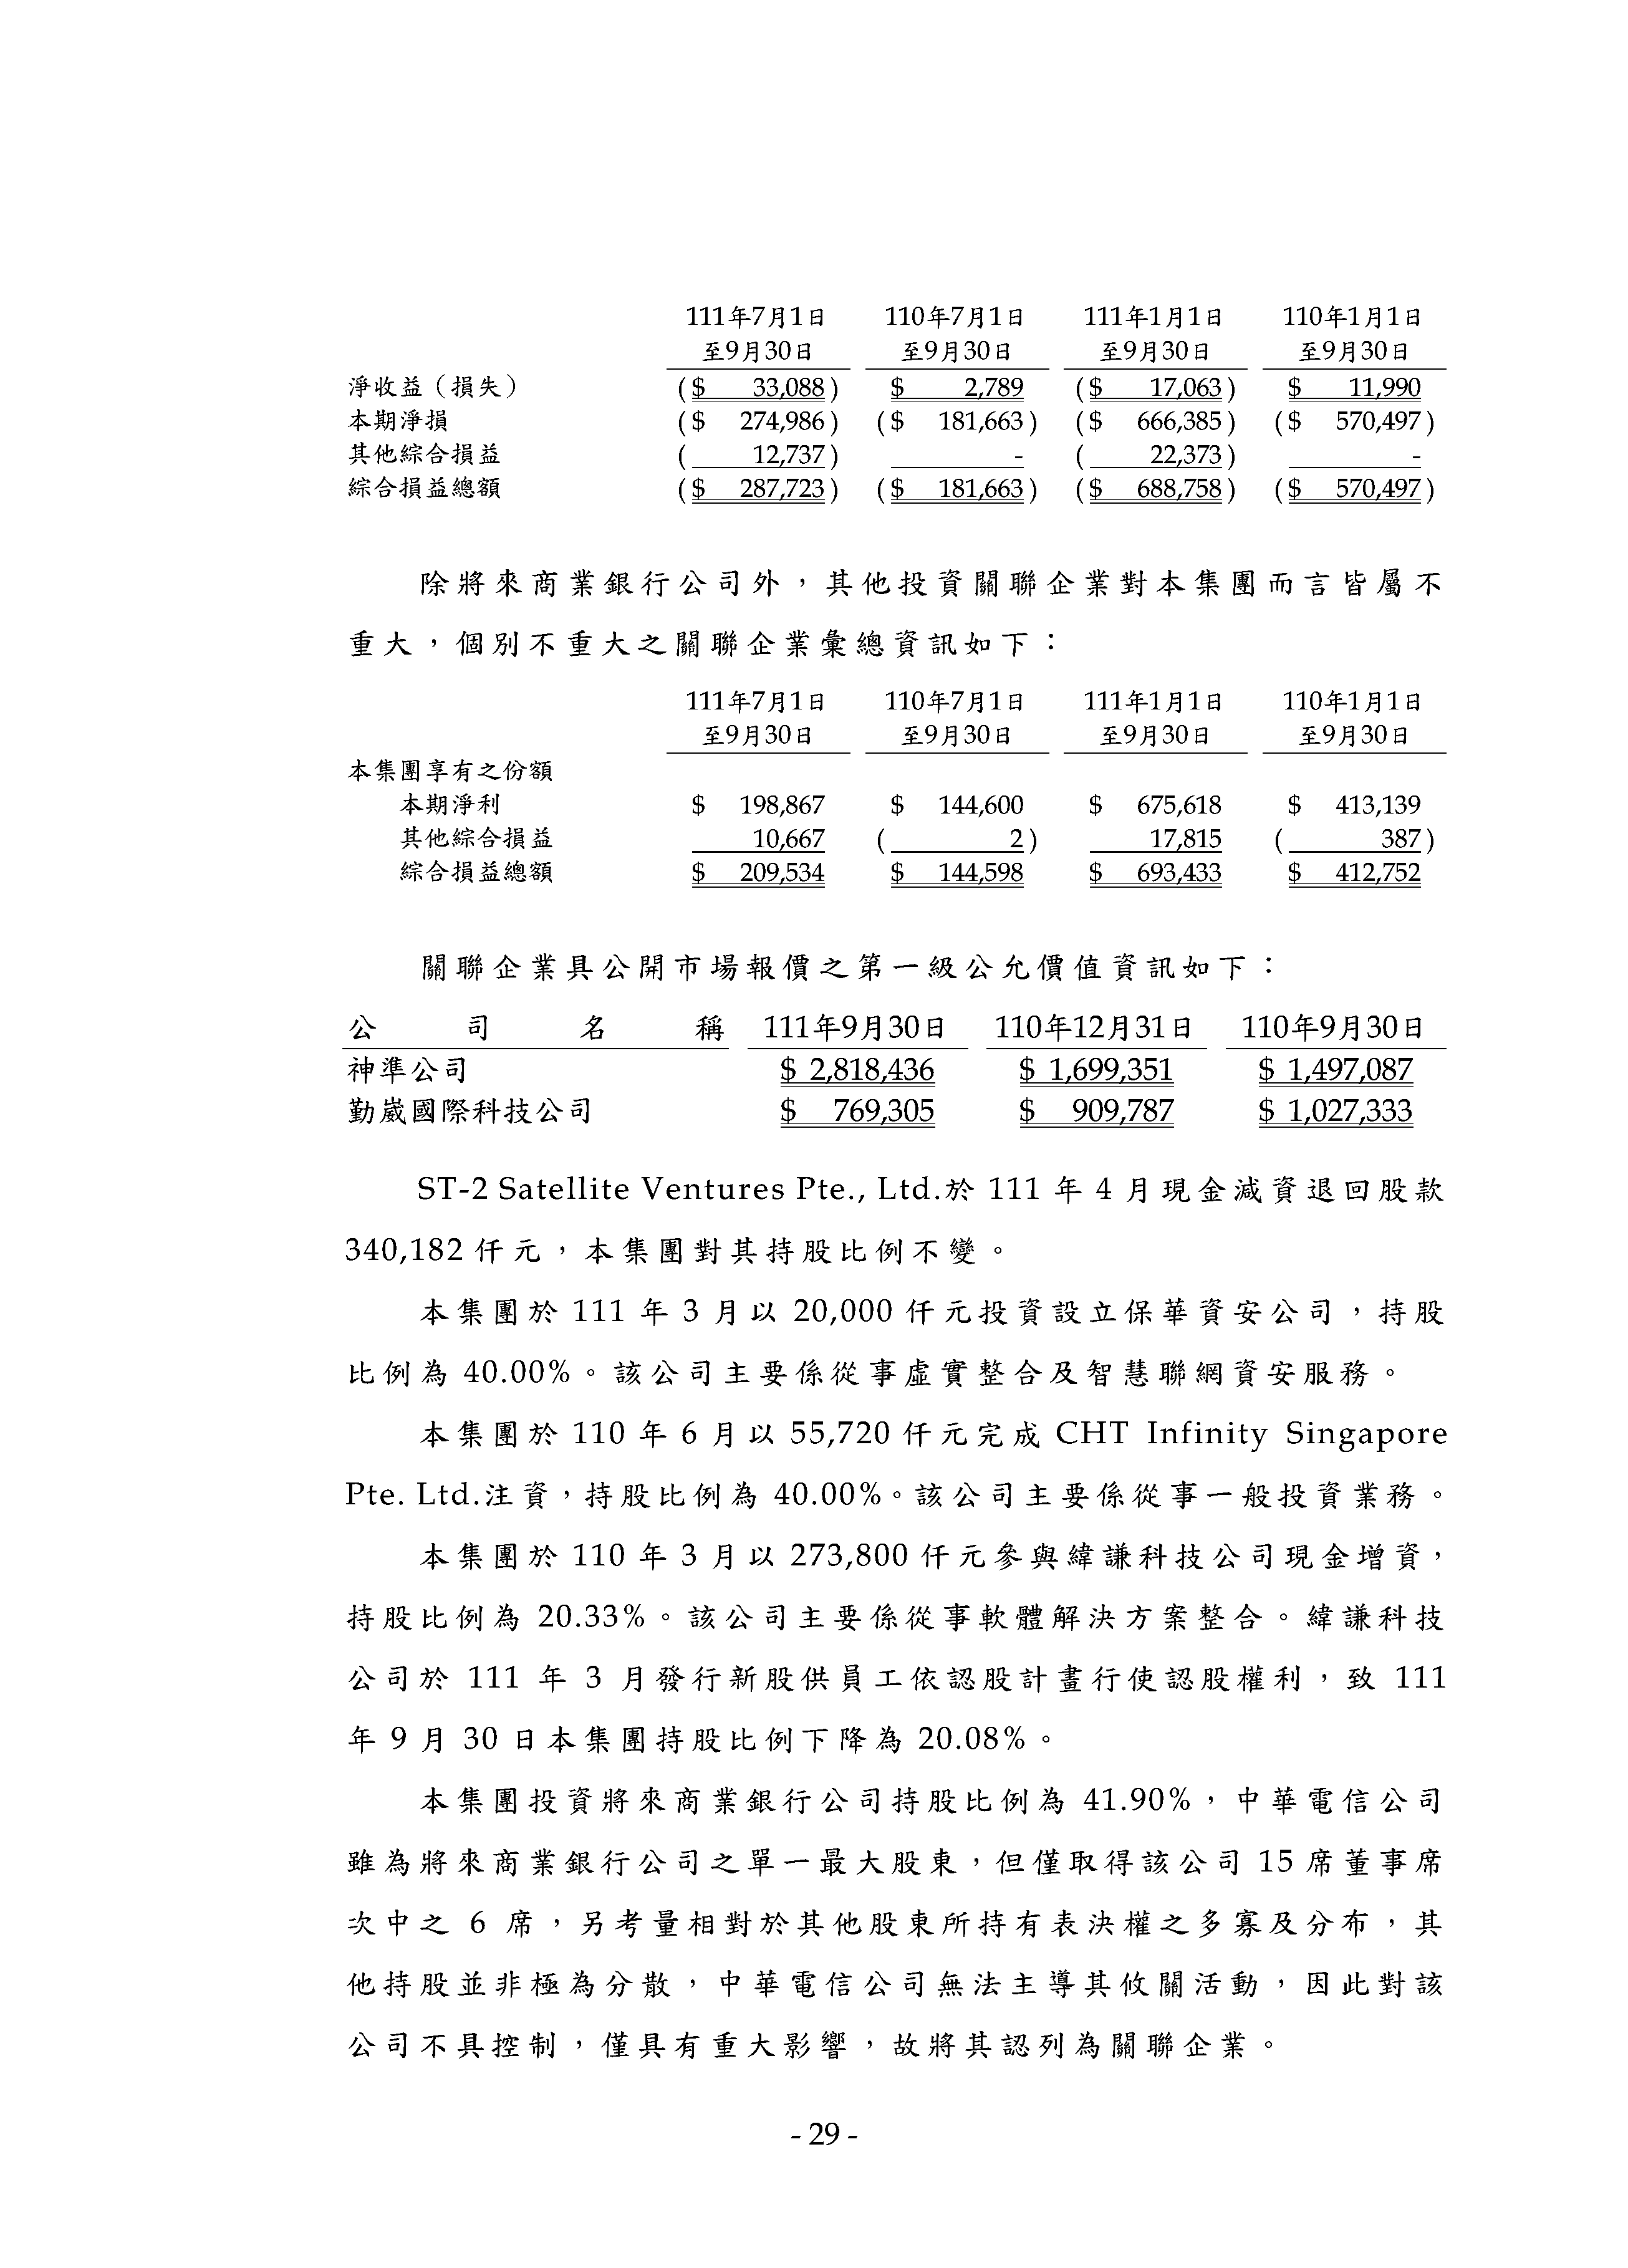 111年7月1日 110年7月1日 111年1月1日 110年1月1日
至9月30日 至9月30日 至9月30日 至9月30日
淨收益（損失） ($ 33,088) $ 2,789 ($ 17,063) $ 11,990
本期淨損 ($ 274,986) ($ 181,663) ($ 666,385) ($ 570,497)
其他綜合損益 ( 12,737) - ( 22,373) -
綜合損益總額 ($ 287,723) ($ 181,663) ($ 688,758) ($ 570,497)
除將來商業銀行公司外，其他投資關聯企業對本集團而言皆屬不
重大，個別不重大之關聯企業彙總資訊如下：
111年7月1日 110年7月1日 111年1月1日 110年1月1日
至9月30日 至9月30日 至9月30日 至9月30日
本集團享有之份額
本期淨利 $ 198,867 $ 144,600 $ 675,618 $ 413,139
其他綜合損益 10,667 ( 2) 17,815 ( 387)
綜合損益總額 $ 209,534 $ 144,598 $ 693,433 $ 412,752
關聯企業具公開市場報價之第一級公允價值資訊如下：
公司名稱 111年9月30日 110年12月31日 110年9月30日
神準公司 $ 2,818,436 $ 1,699,351 $ 1,497,087
勤崴國際科技公司 $ 769,305 $ 909,787 $ 1,027,333
ST-2 Satellite Ventures Pte., Ltd.於 111 年 4 月現金減資退回股款
340,182 仟元，本集團對其持股比例不變。
本集團於 111 年 3 月以 20,000 仟元投資設立保華資安公司，持股
比例為 40.00%。該公司主要係從事虛實整合及智慧聯網資安服務。
本集團於 110 年 6 月以 55,720 仟元完成 CHT Infinity Singapore
Pte. Ltd.注資，持股比例為 40.00%。該公司主要係從事一般投資業務。
本集團於 110 年 3 月以 273,800 仟元參與緯謙科技公司現金增資，
持股比例為 20.33%。該公司主要係從事軟體解決方案整合。緯謙科技
公司於 111 年 3 月發行新股供員工依認股計畫行使認股權利，致 111
年 9 月 30 日本集團持股比例下降為 20.08%。
本集團投資將來商業銀行公司持股比例為 41.90%，中華電信公司
雖為將來商業銀行公司之單一最大股東，但僅取得該公司 15 席董事席
次中之 6 席，另考量相對於其他股東所持有表決權之多寡及分布，其
他持股並非極為分散，中華電信公司無法主導其攸關活動，因此對該
公司不具控制，僅具有重大影響，故將其認列為關聯企業。
- 29 -